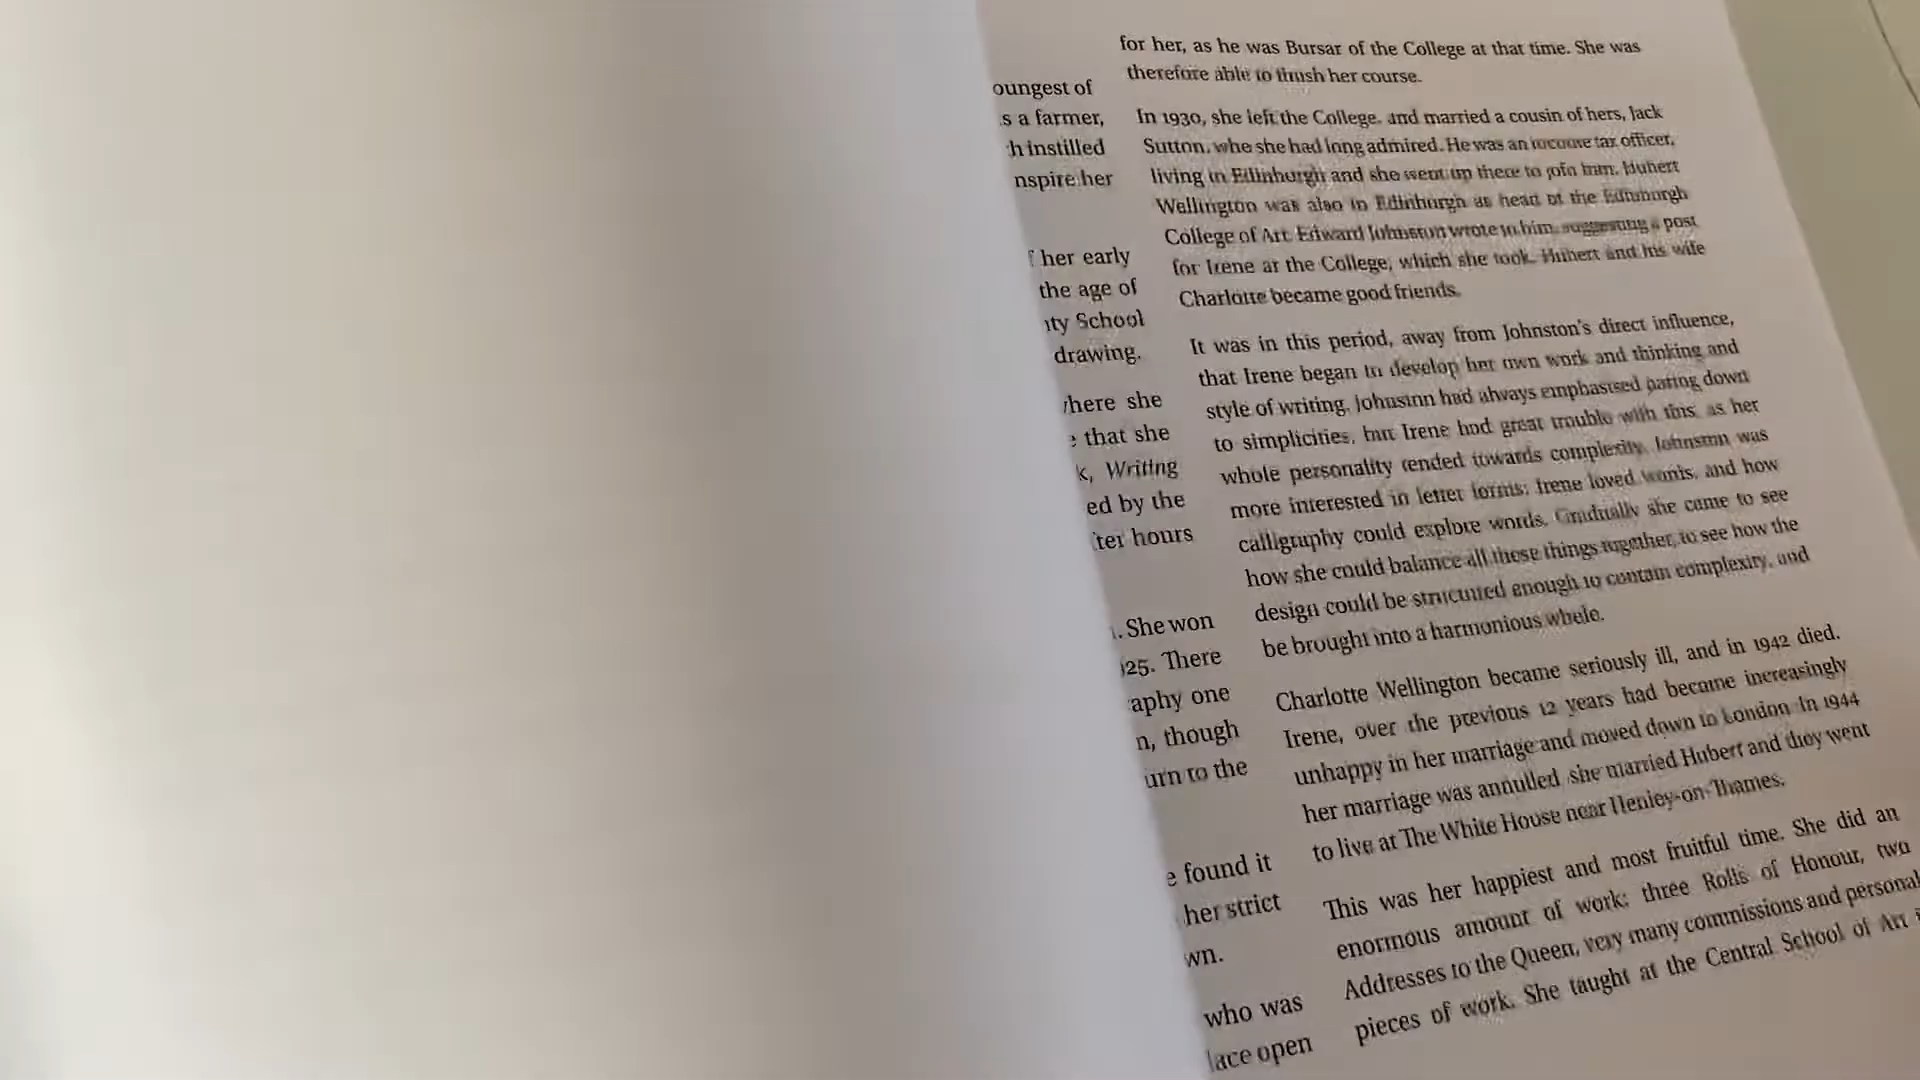 oungest of
s a farmer,
h instilled
nspire her
her early
the age of
ty School
drawing.
here she
that she
k, Writing
ed by the
ter hours
. She won
25. There
aphy one
n, though
urn to the
e found it
her strict
wn.
who was
lace open
for her, as he was Bursar of the College at that time. She was
therefore able to her course.
In 1930, she left the College, and married a cousin of hers, Jack
Sutton, she had long admired. He was an tax officer,
living in Edinburgh and she went up there to join him. Hubert
Wellington was also in Edinburgh as head of the Edinburgh
College of Art. Edward Johnston wrote to him, suggesting a post
for Irene at the College, which she took. Hubert and his wife
Charlotte became good friends.
It was in this period, away from Johnston's direct influence,
that Irene began to develop her own work and thinking and
style of writing. Johnston had always emphasised paring down
to simplicities, but Irene had great trouble with this, as her
whole personality tended towards complexity. Johnston was
more interested in letter forms; Irene loved words, and how
calligraphy could explore words. Gradually she came to see
how she could balance all these things together, to see how the
design could be structured enough to contain complexity, and
be brought into a harmonious whole.
Charlotte Wellington became seriously ill, and in 1942 died.
Irene, over the previous 12 years had became increasingly
unhappy in her marriage and moved down to London. In 1944
her marriage was annulled she married Hubert and they went
to live at The White House near Henley-on-Thames.
This was her happiest and most fruitful time. She did an
enormous amount of work: three Rolls of Honour, two
Addresses to the Queen, very many commissions and personal
pieces of work. She taught at the Central School of Art